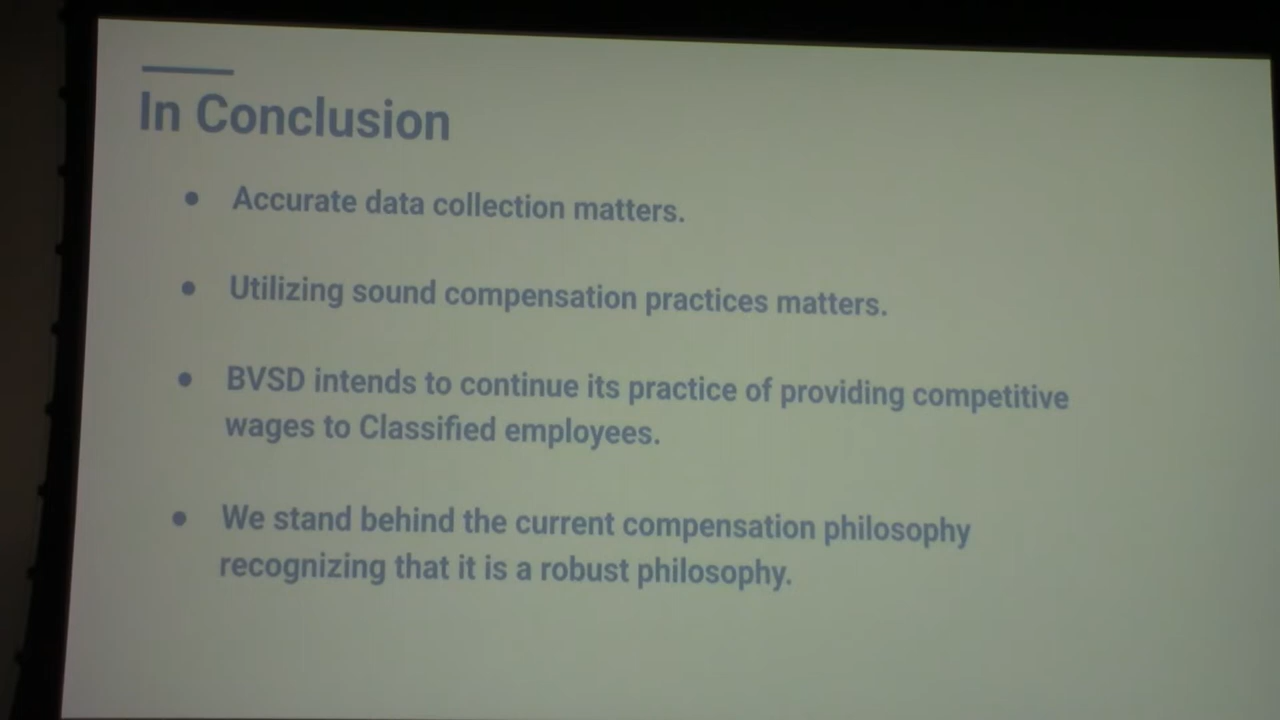 In Conclusion
● Accurate data collection matters.
● Utilizing sound compensation practices matters.
● BVSD intends to continue its practice of providing competitive
wages to Classified employees.
● We stand behind the current compensation philosophy
recognizing that it is a robust philosophy.